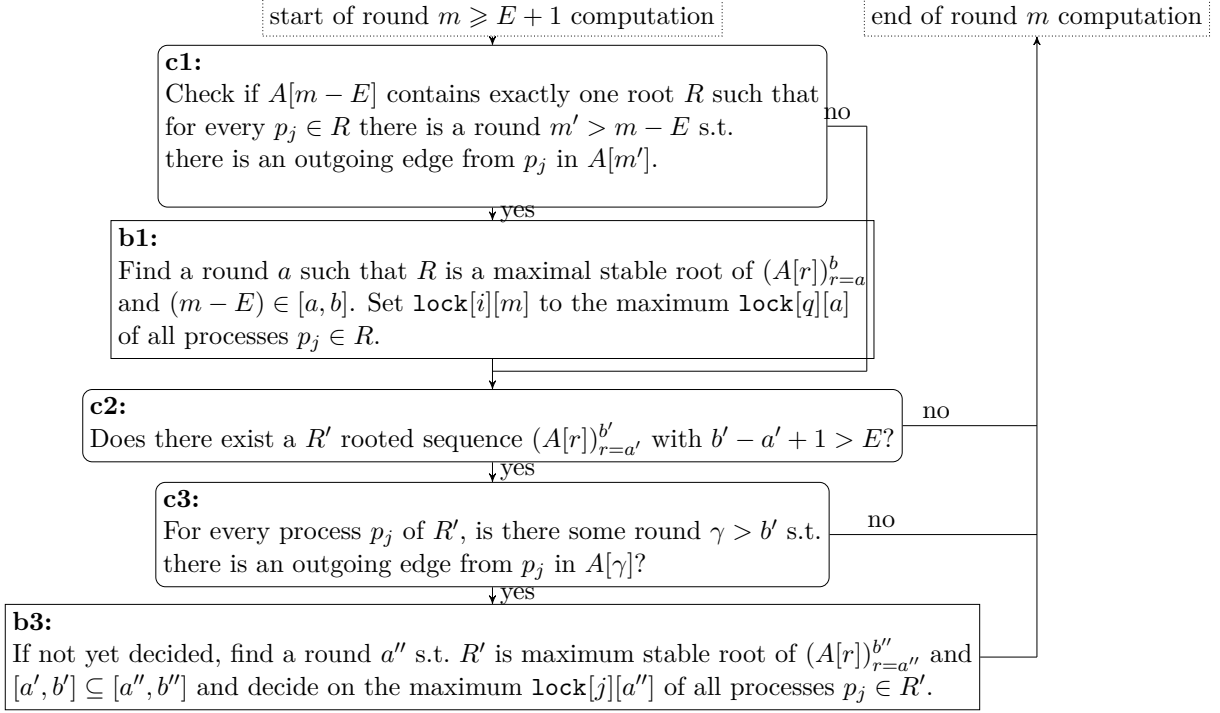 start of round m ⩾ E + 1 computation
end of round m computation
c1:
Check if A[m − E] contains exactly one root R such that
for every p_j ∈ R there is a round m′ > m − E s.t.
there is an outgoing edge from p_j in A[m′].
no
yes
b1:
Find a round a such that R is a maximal stable root of (A[r])_{r=a}^{b}
and (m − E) ∈ [a, b]. Set lock[i][m] to the maximum lock[q][a]
of all processes p_j ∈ R.
c2:
Does there exist a R′ rooted sequence (A[r])_{r=a′}^{b′} with b′ − a′ + 1 > E?
no
yes
c3:
For every process p_j of R′, is there some round γ > b′ s.t.
there is an outgoing edge from p_j in A[γ]?
no
yes
b3:
If not yet decided, find a round a″ s.t. R′ is maximum stable root of (A[r])_{r=a″}^{b″} and
[a′, b′] ⊆ [a″, b″] and decide on the maximum lock[j][a″] of all processes p_j ∈ R′.